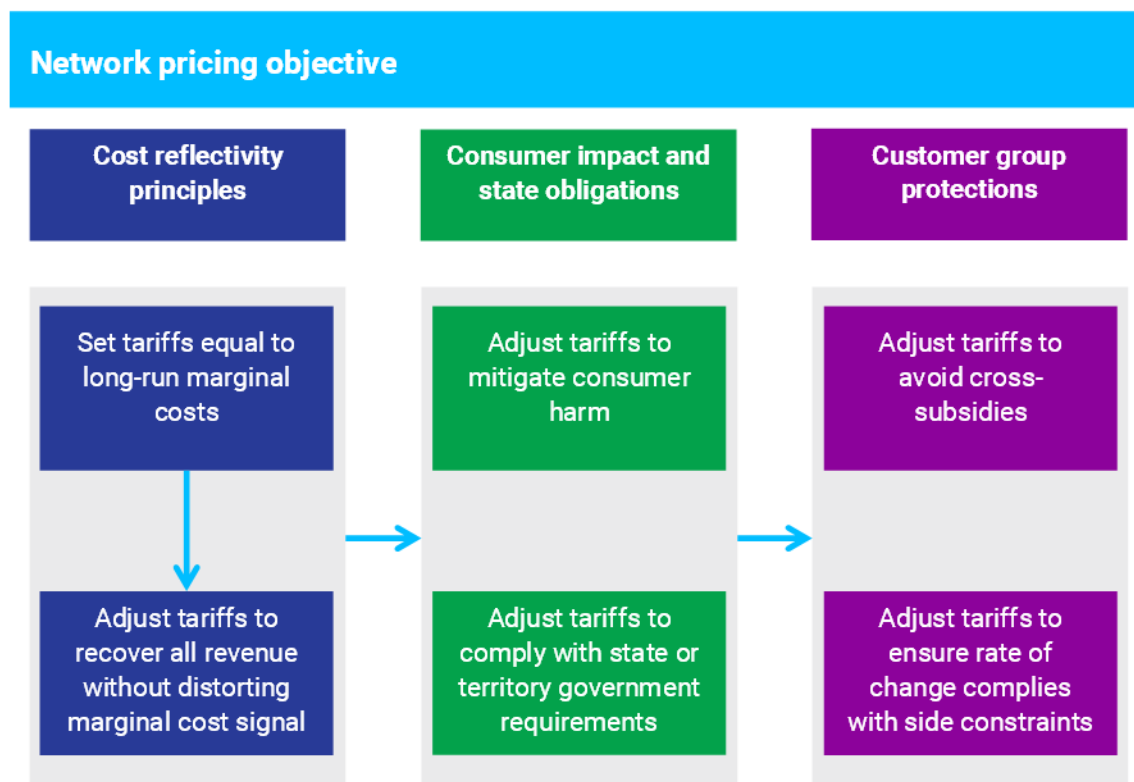 Network pricing objective
Cost reflectivity
principles
Consumer impact and
state obligations
Customer group
protections
Set tariffs equal to
long-run marginal
costs
Adjust tariffs to
recover all revenue
without distorting
marginal cost signal
Adjust tariffs to
mitigate consumer
harm
Adjust tariffs to
comply with state or
territory government
requirements
Adjust tariffs to
avoid cross-
subsidies
Adjust tariffs to
ensure rate of
change complies
with side constraints